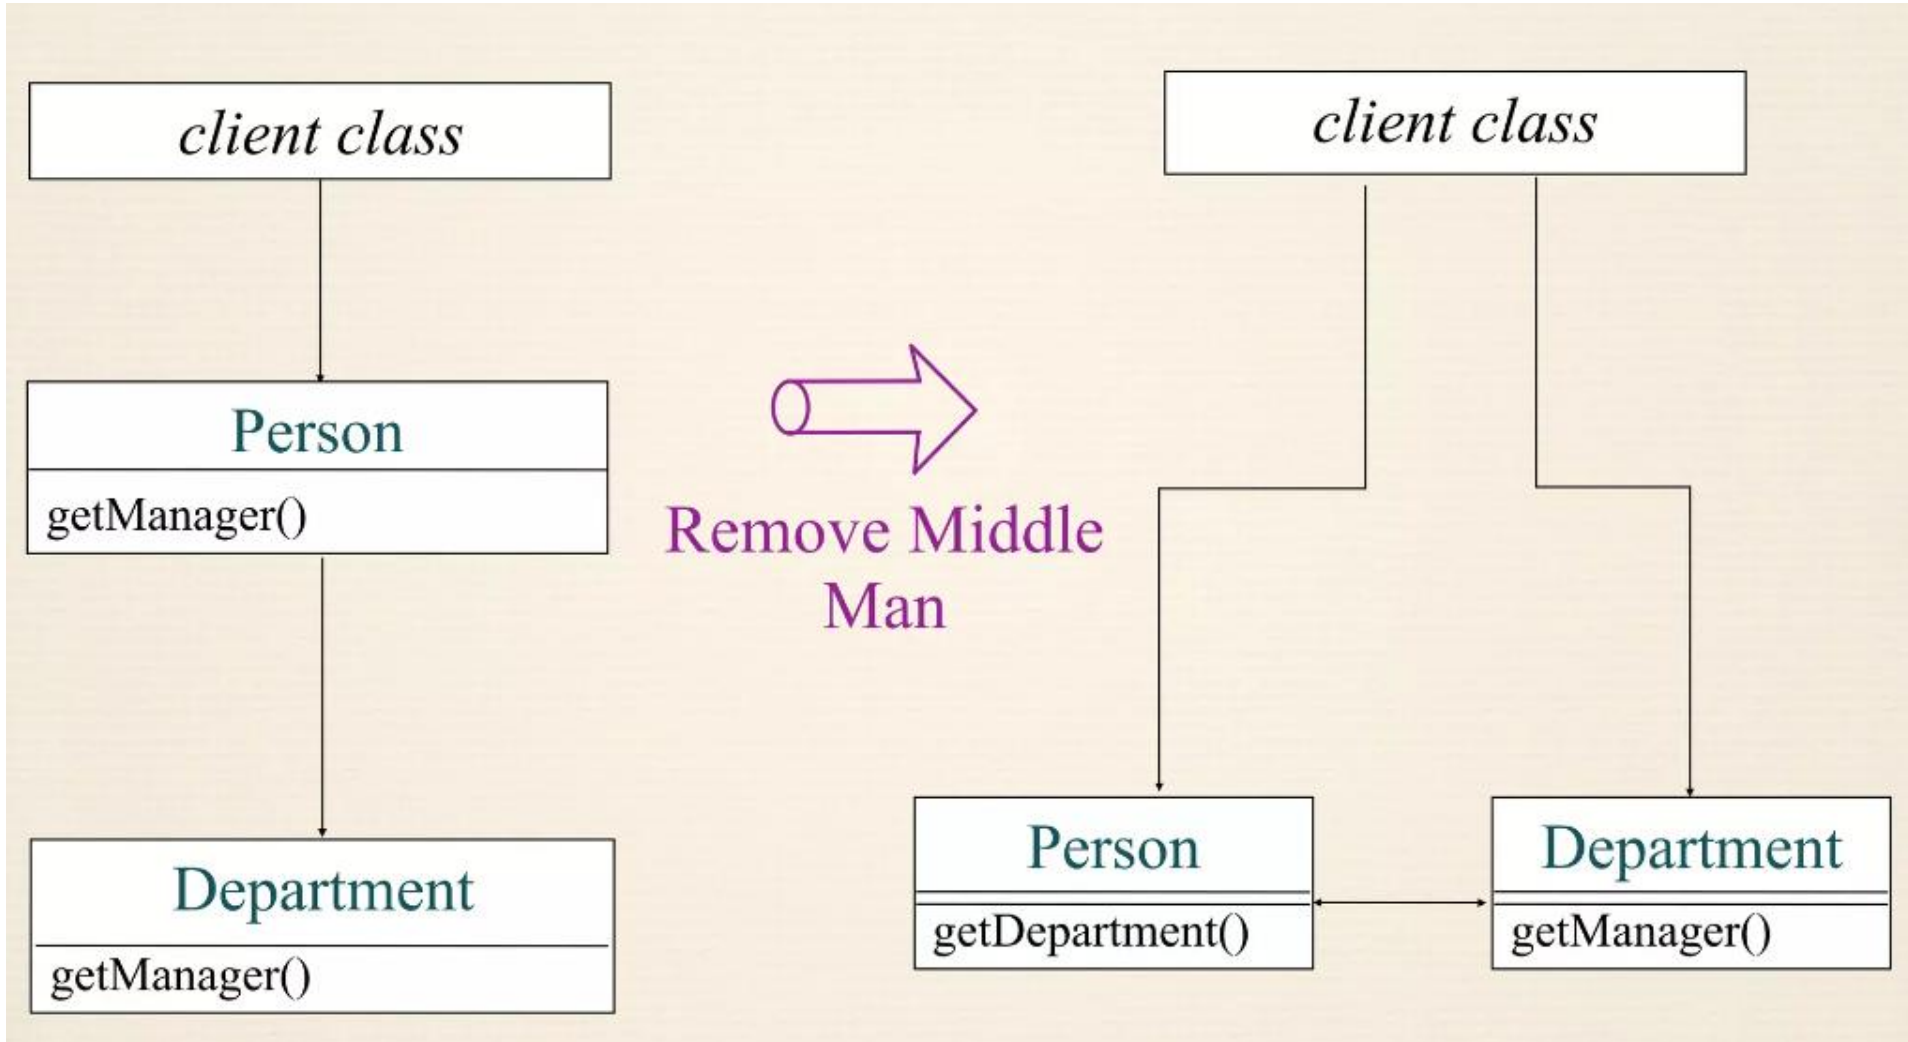 client class
Person
getManager()
Department
getManager()
Remove Middle
Man
client class
Person
getDepartment()
Department
getManager()